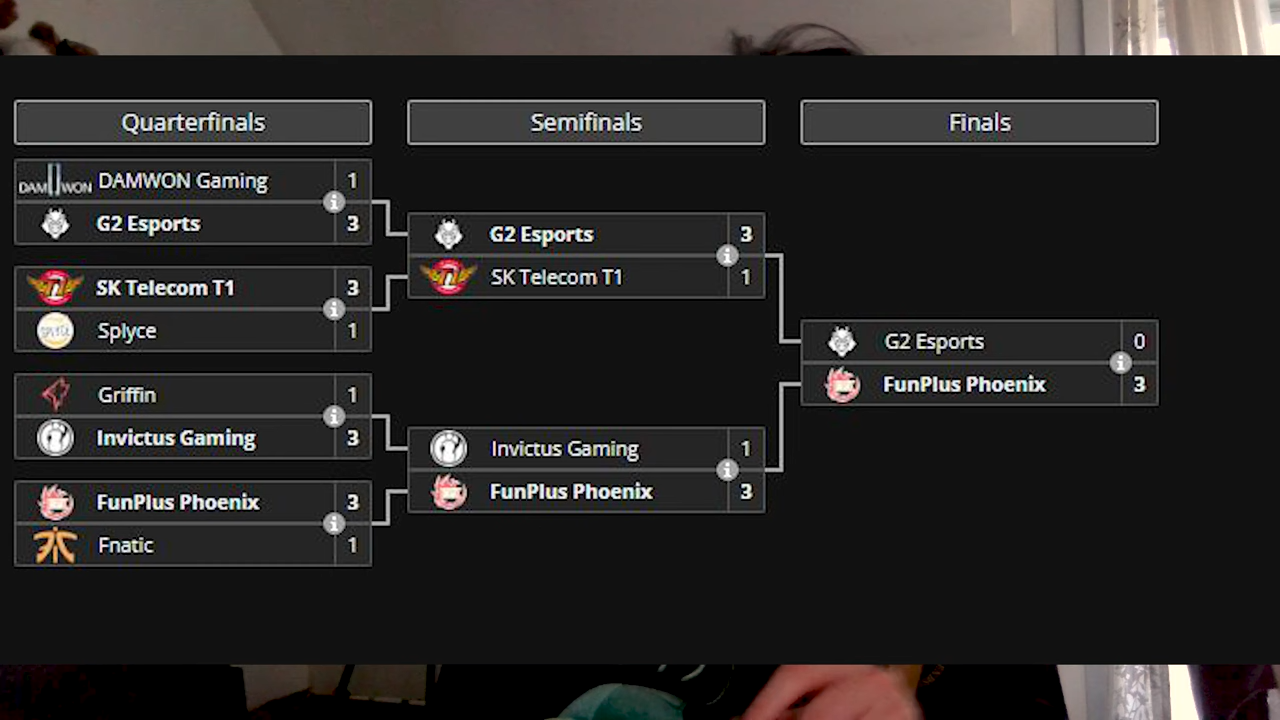 Quarterfinals
Semifinals
Finals
DAMWON DAMWON Gaming 1
G2 Esports 3
SK Telecom T1 3
Splyce 1
Griffin 1
Invictus Gaming 3
FunPlus Phoenix 3
Fnatic 1
G2 Esports 3
SK Telecom T1 1
Invictus Gaming 1
FunPlus Phoenix 3
G2 Esports 0
FunPlus Phoenix 3